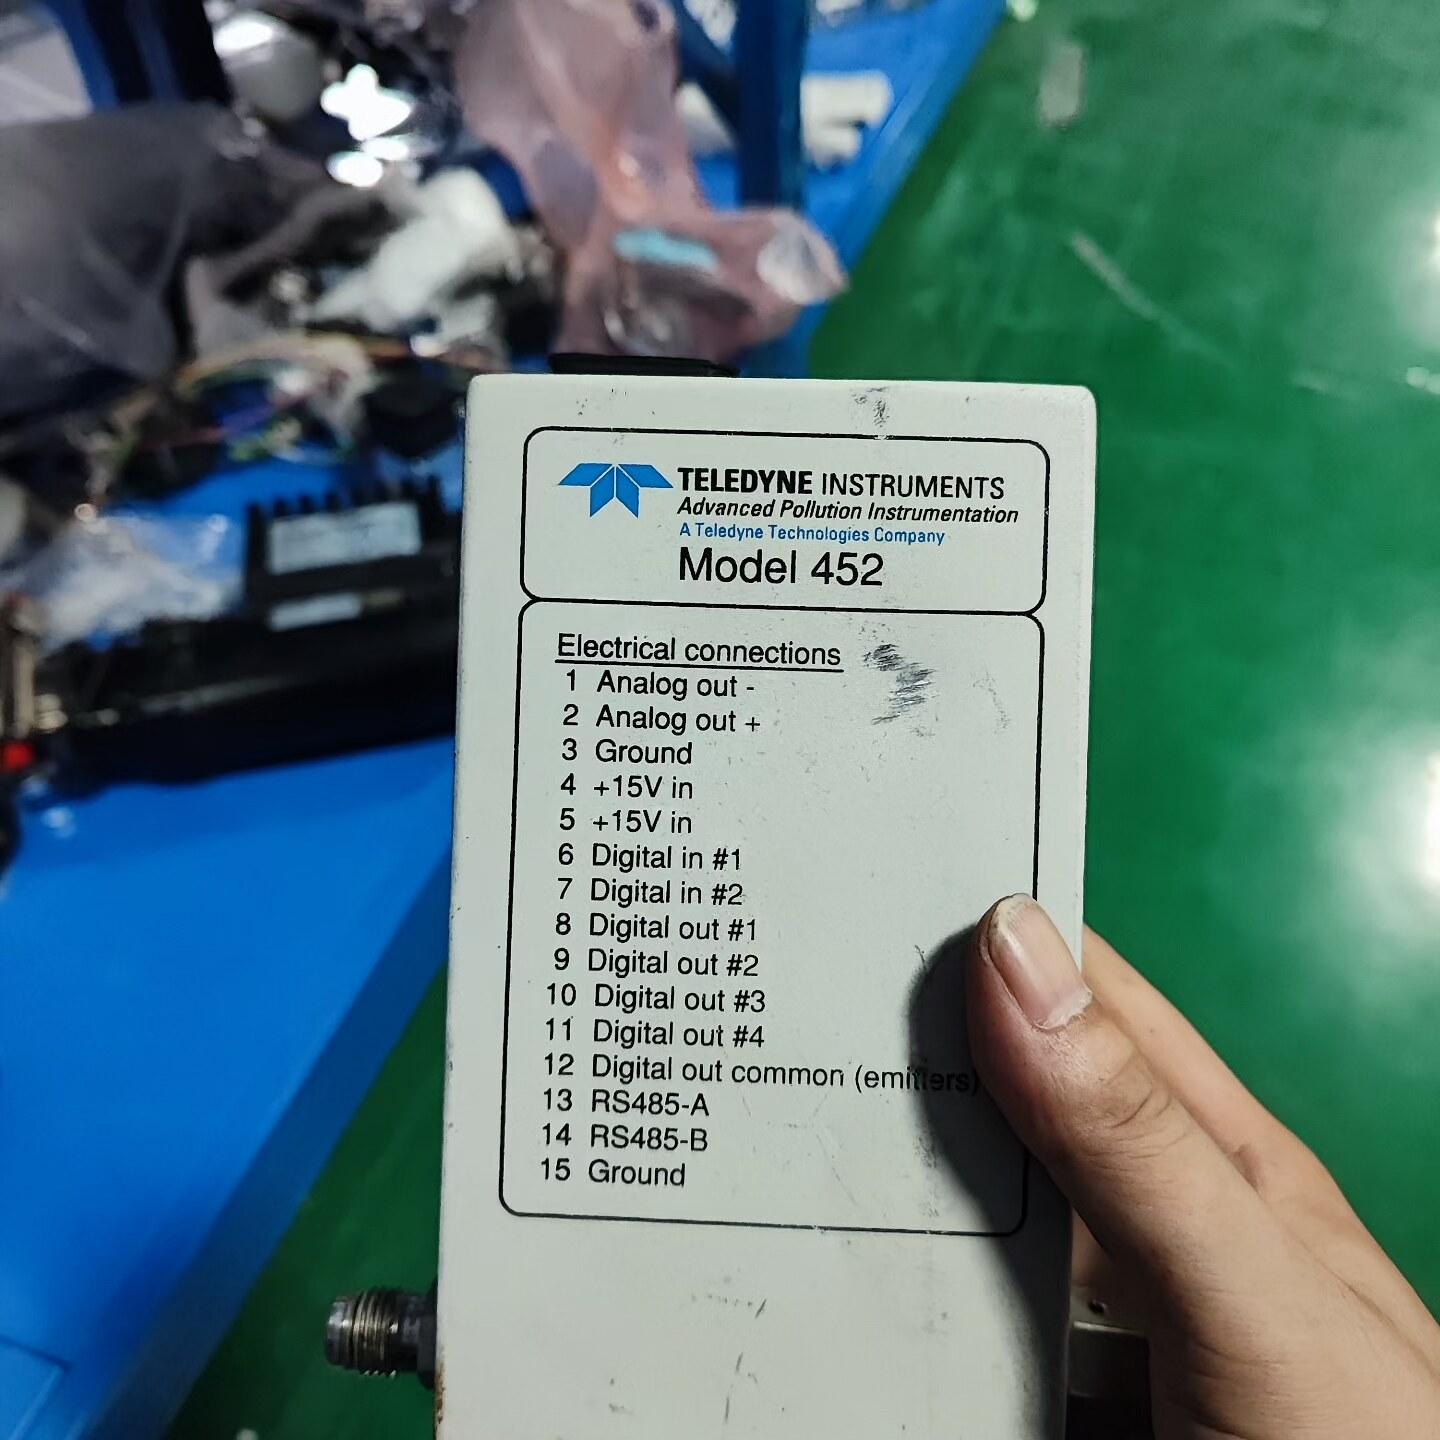 TELEDYNE INSTRUMENTS
Advanced Pollution Instrumentation
A Teledyne Technologies Company
Model 452
Electrical connections
1 Analog out -
2 Analog out +
3 Ground
4 +15V in
5 +15V in
6 Digital in #1
7 Digital in #2
8 Digital out #1
9 Digital out #2
10 Digital out #3
11 Digital out #4
12 Digital out common (emitters)
13 RS485-A
14 RS485-B
15 Ground